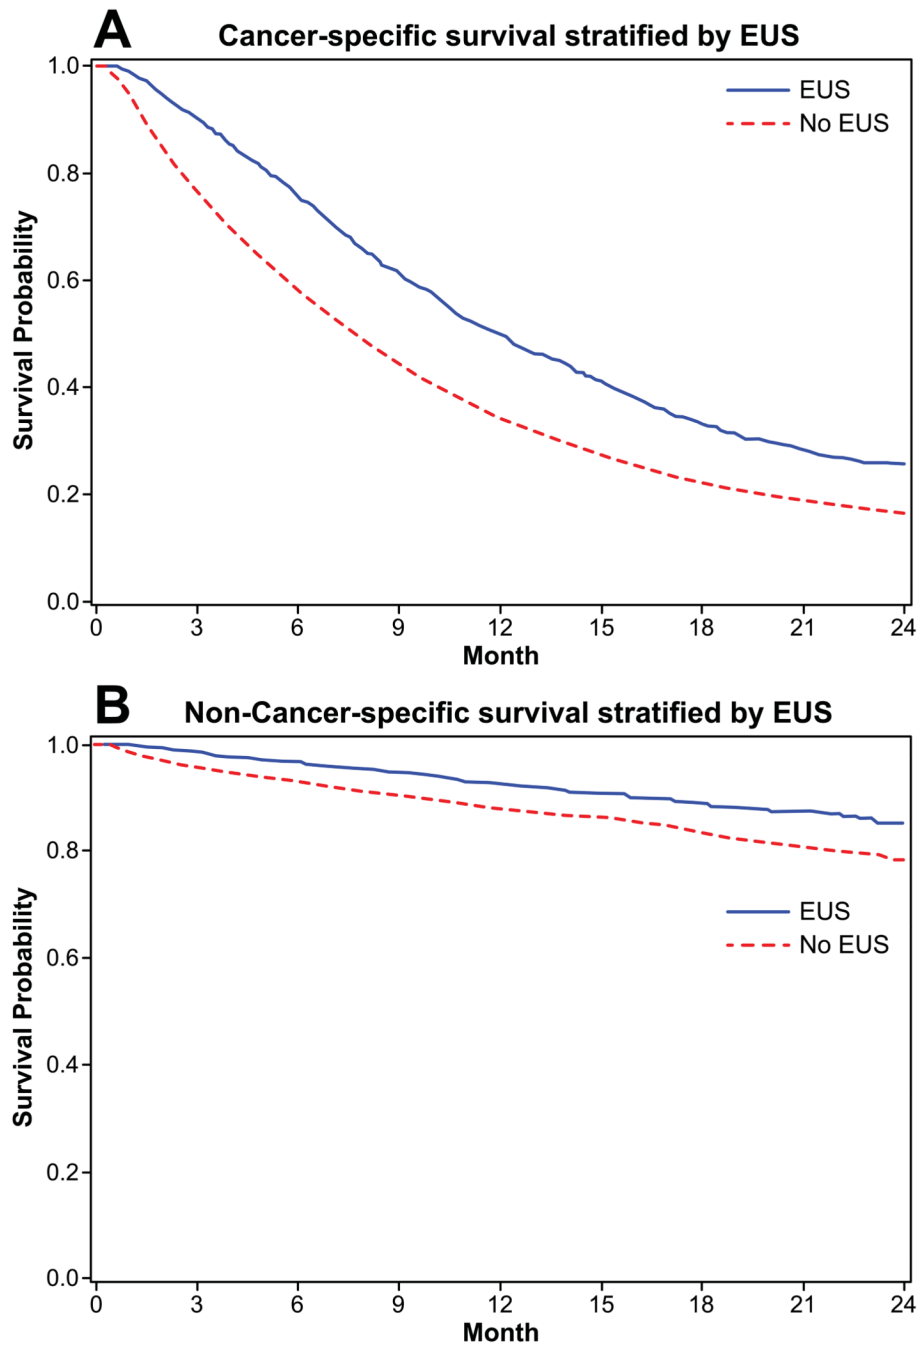 A Cancer-specific survival stratified by EUS
EUS
No EUS
Survival Probability
1.0
0.8
0.6
0.4
0.2
0.0
0 3 6 9 12 15 18 21 24
Month
B Non-Cancer-specific survival stratified by EUS
EUS
No EUS
Survival Probability
1.0
0.8
0.6
0.4
0.2
0.0
0 3 6 9 12 15 18 21 24
Month